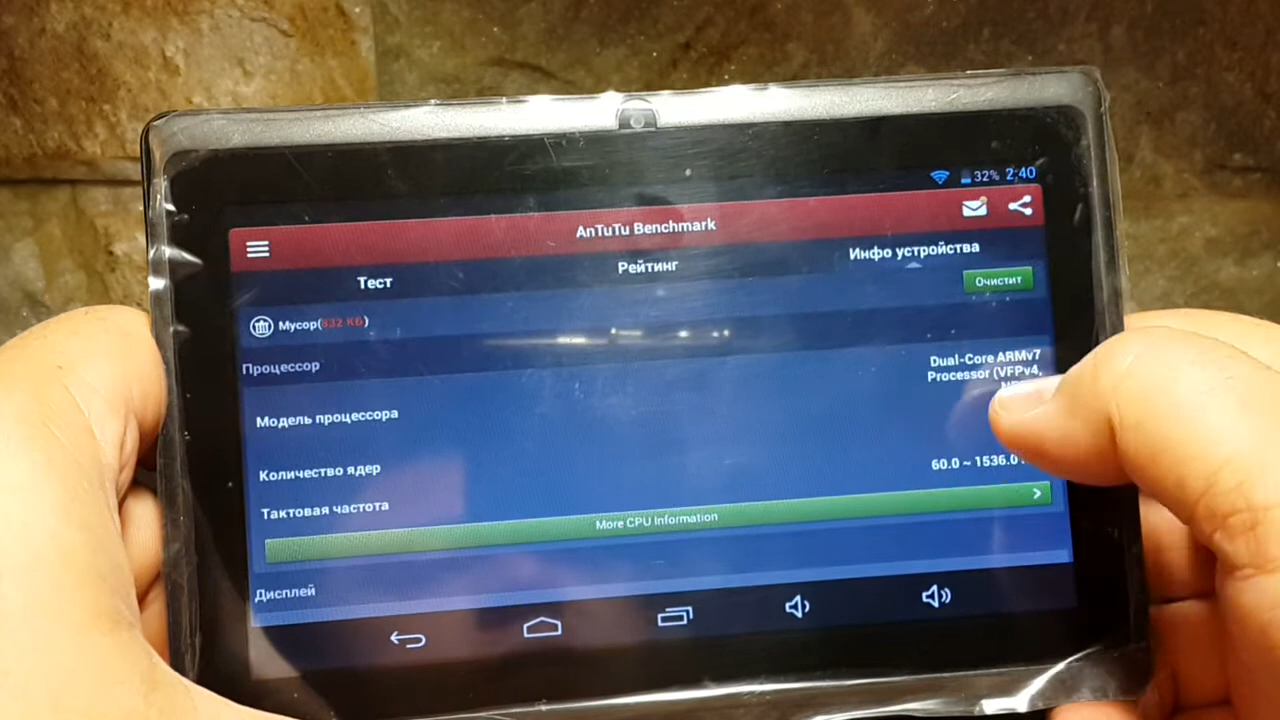 32% 2:40
AnTuTu Benchmark
Тест
Рейтинг
Инфо устройства
Мусор(832 КБ)
Очистит
Процессор
Модель процессора
Dual-Core ARMv7
Processor (VFPv4,
Количество ядер
Тактовая частота
60.0 ~ 1536.0
More CPU Information
Дисплей